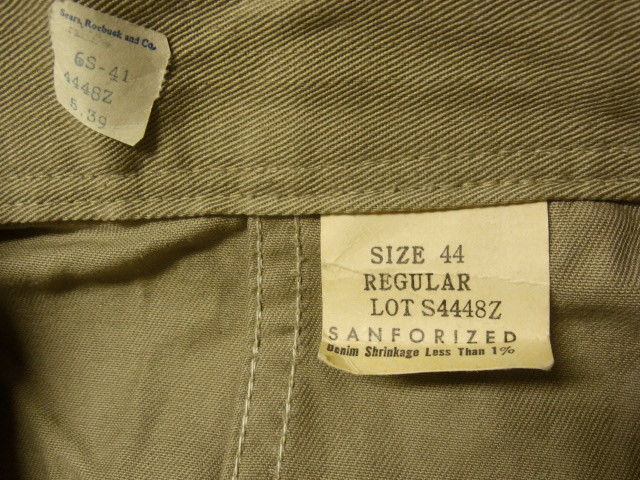 Sears, Roebuck and Co.
6S-41
4448Z
5.39
SIZE 44
REGULAR
LOT S4448Z
SANFORIZED
Denim Shrinkage Less Than 1%